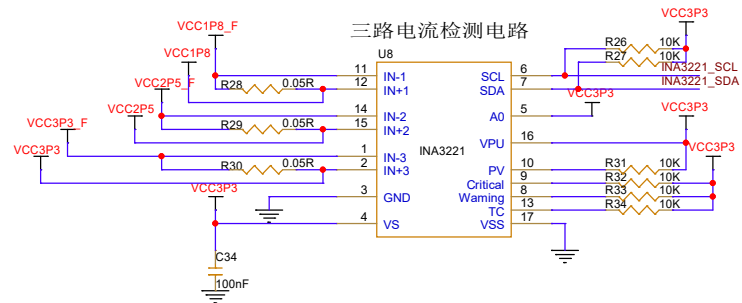 三路电流检测电路
VCC1P8_F
VCC1P8
VCC2P5_F
VCC2P5
VCC3P3_F
VCC3P3
VCC3P3
U8
INA3221
R28 0.05R
R29 0.05R
R30 0.05R
11 IN-1
12 IN+1
14 IN-2
15 IN+2
1 IN-3
2 IN+3
3 GND
4 VS
C34
100nF
SCL 6
SDA 7
A0 5
VPU 16
PV 10
Critical 9
Warning 8
TC 13
VSS 17
VCC3P3
R26 10K
R27 10K
INA3221_SCL
INA3221_SDA
VCC3P3
VCC3P3
VCC3P3
R31 10K
R32 10K
R33 10K
R34 10K